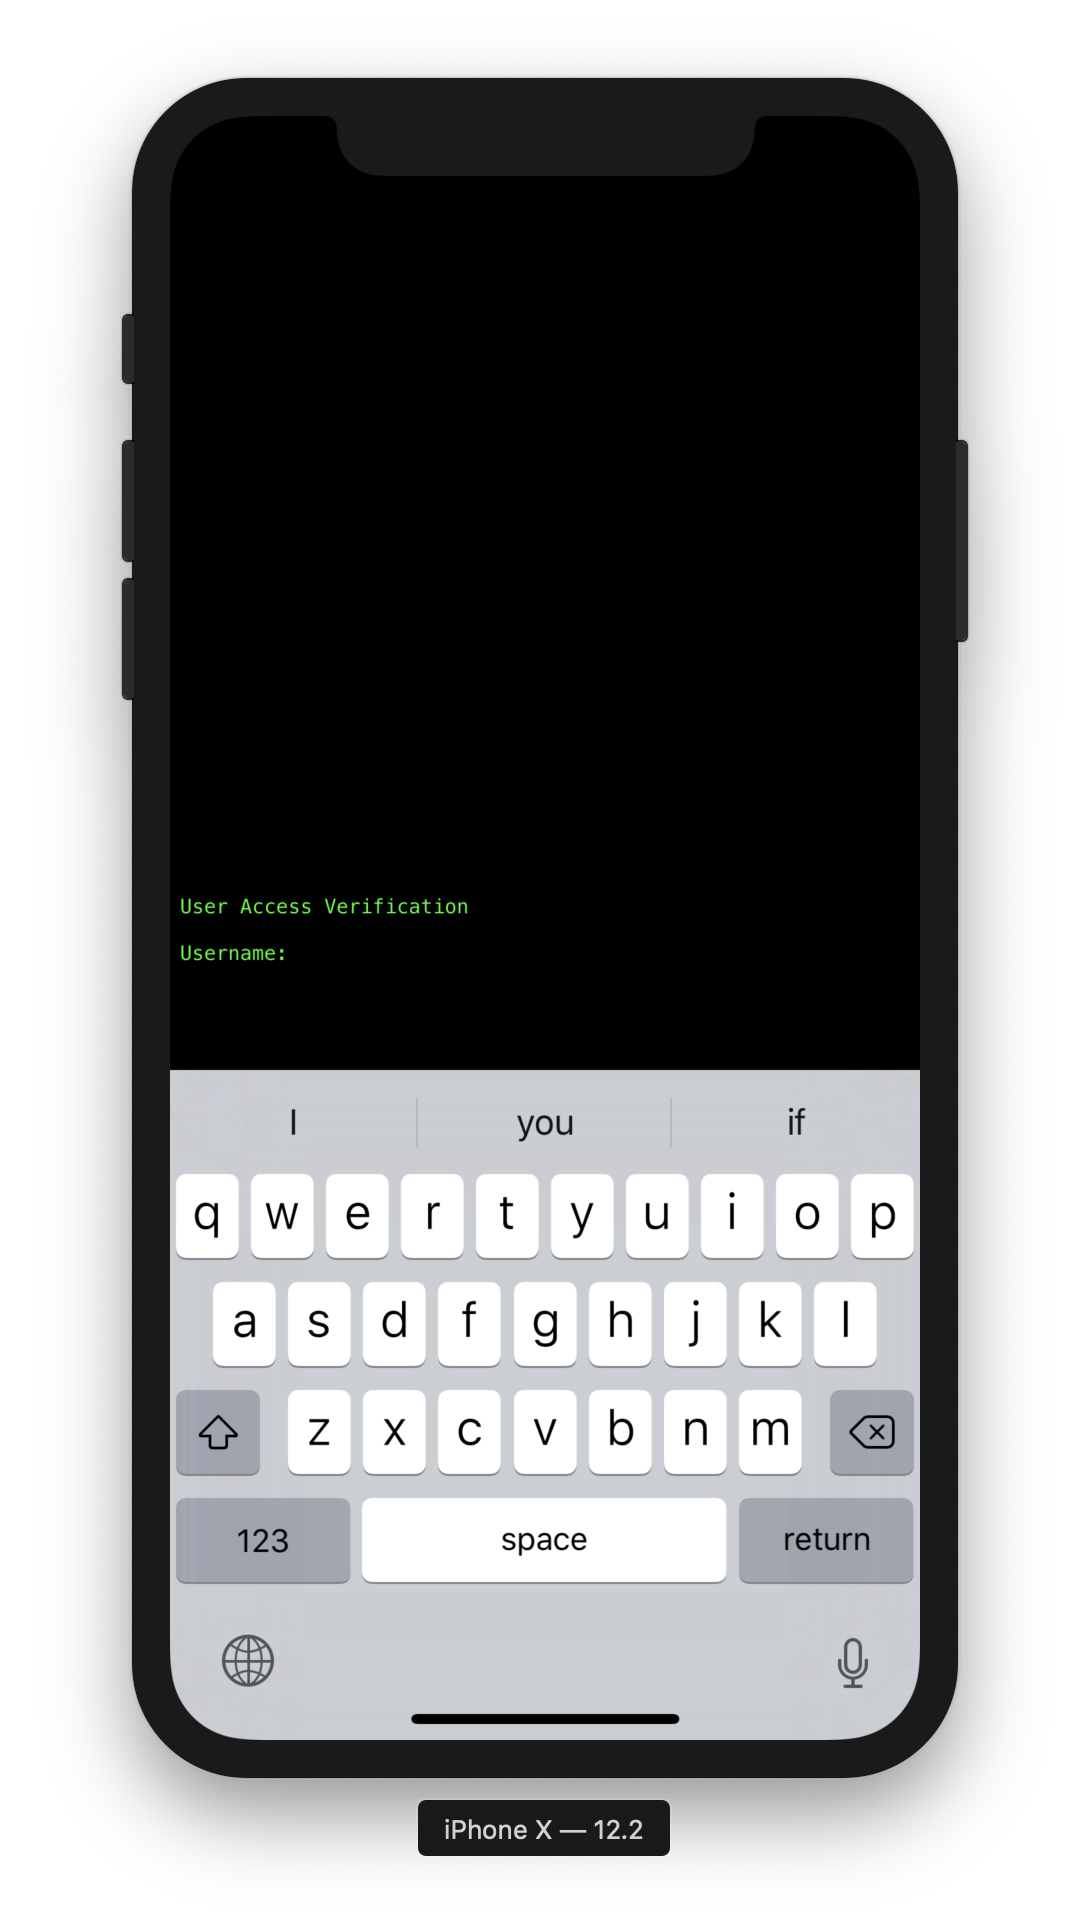 User Access Verification
Username:
I you if
q w e r t y u i o p
a s d f g h j k l
z x c v b n m
123 space return
iPhone X — 12.2